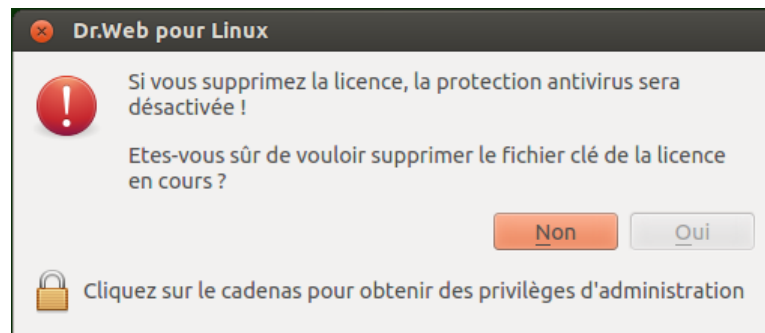 Dr.Web pour Linux
Si vous supprimez la licence, la protection antivirus sera
désactivée !
Etes-vous sûr de vouloir supprimer le fichier clé de la licence
en cours ?
Non Oui
Cliquez sur le cadenas pour obtenir des privilèges d'administration